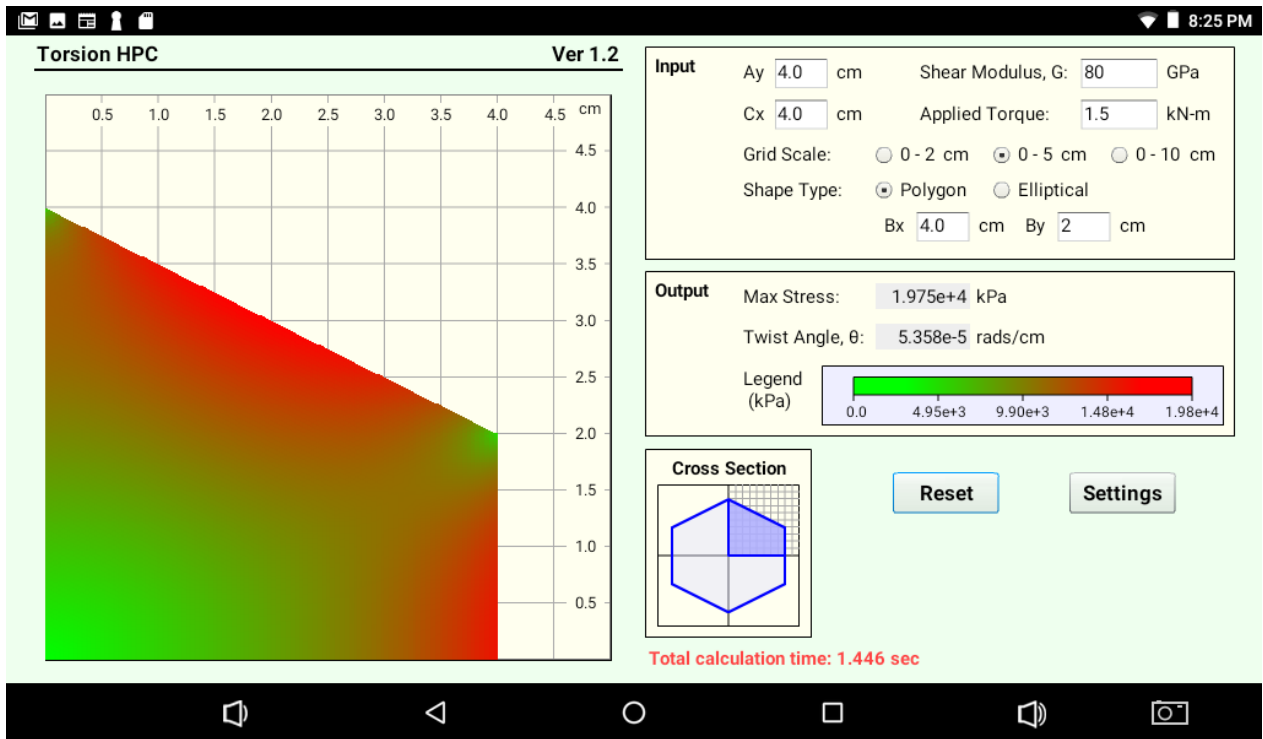 8:25 PM
Torsion HPC Ver 1.2
0.5 1.0 1.5 2.0 2.5 3.0 3.5 4.0 4.5 cm
4.5
4.0
3.5
3.0
2.5
2.0
1.5
1.0
0.5
Input
Ay 4.0 cm Shear Modulus, G: 80 GPa
Cx 4.0 cm Applied Torque: 1.5 kN-m
Grid Scale: 0 - 2 cm 0 - 5 cm 0 - 10 cm
Shape Type: Polygon Elliptical
Bx 4.0 cm By 2 cm
Output
Max Stress: 1.975e+4 kPa
Twist Angle, θ: 5.358e-5 rads/cm
Legend
(kPa)
0.0 4.95e+3 9.90e+3 1.48e+4 1.98e+4
Cross Section
Reset Settings
Total calculation time: 1.446 sec